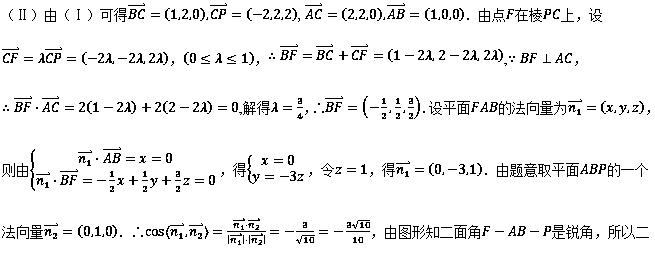 (Ⅱ)由(Ⅰ)可得$\overrightarrow{BC}=(1,2,0)$,$\overrightarrow{CP}=(-2,2,2)$,$\overrightarrow{AC}=(2,2,0)$,$\overrightarrow{AB}=(1,0,0)$.由点F在棱PC上,设
$\overrightarrow{CF}=\lambda\overrightarrow{CP}=(-2\lambda,-2\lambda,2\lambda)$,$(0\le\lambda\le1)$,∴$\overrightarrow{BF}=\overrightarrow{BC}+\overrightarrow{CF}=(1-2\lambda,2-2\lambda,2\lambda)$,∵$BF\perp AC$,
∴$\overrightarrow{BF}\cdot\overrightarrow{AC}=2(1-2\lambda)+2(2-2\lambda)=0$,解得$\lambda=\frac{3}{4}$,∴$\overrightarrow{BF}=\left(-\frac{1}{2},\frac{1}{2},\frac{3}{2}\right)$.设平面FAB的法向量为$\overrightarrow{n_1}=(x,y,z)$,
则由$\begin{cases}\overrightarrow{n_1}\cdot\overrightarrow{AB}=x=0\\\overrightarrow{n_1}\cdot\overrightarrow{BF}=-\frac{1}{2}x+\frac{1}{2}y+\frac{3}{2}z=0\end{cases}$,得$\begin{cases}x=0\\y=-3z\end{cases}$,令$z=1$,得$\overrightarrow{n_1}=(0,-3,1)$.由题意取平面ABP的一个
法向量$\overrightarrow{n_2}=(0,1,0)$.∴$\cos\langle\overrightarrow{n_1},\overrightarrow{n_2}\rangle=\frac{\overrightarrow{n_1}\cdot\overrightarrow{n_2}}{|\overrightarrow{n_1}|\cdot|\overrightarrow{n_2}|}=-\frac{3}{\sqrt{10}}=-\frac{3\sqrt{10}}{10}$,由图形知二面角$F-AB-P$是锐角,所以二